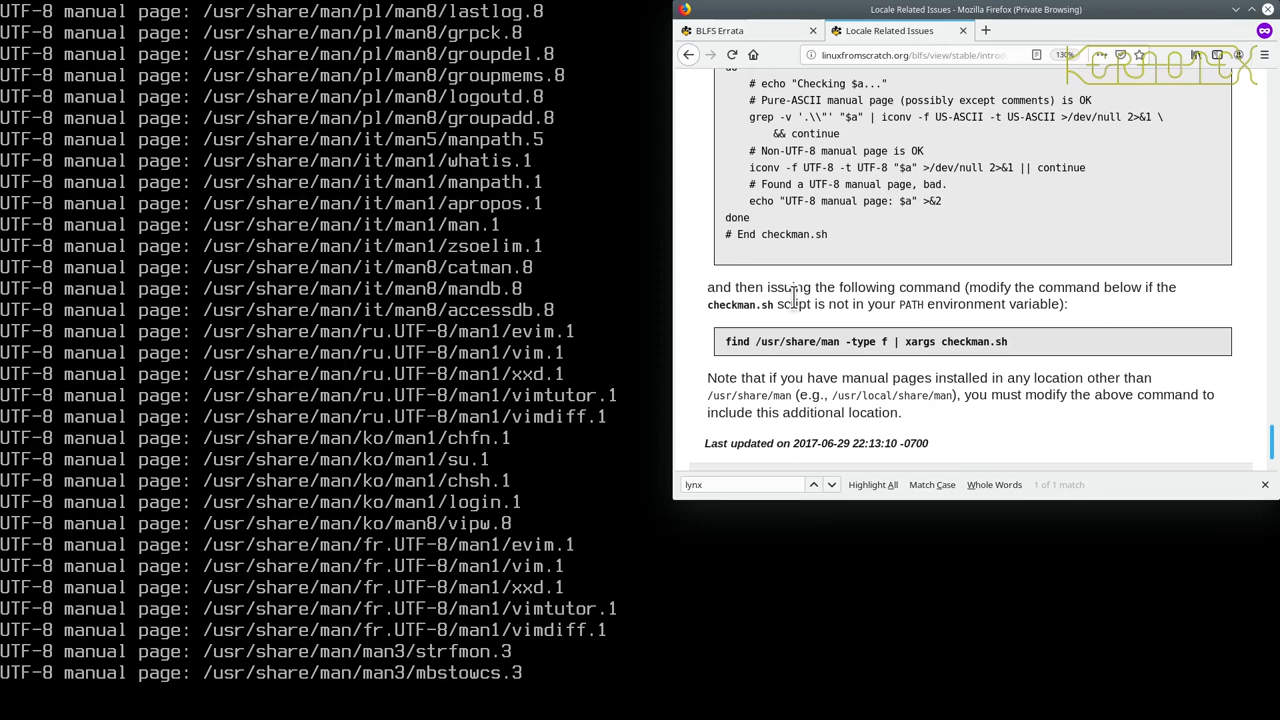 UTF-8 manual page: /usr/share/man/pl/man8/lastlog.8
UTF-8 manual page: /usr/share/man/pl/man8/grpck.8
UTF-8 manual page: /usr/share/man/pl/man8/groupdel.8
UTF-8 manual page: /usr/share/man/pl/man8/groupmems.8
UTF-8 manual page: /usr/share/man/pl/man8/logoutd.8
UTF-8 manual page: /usr/share/man/pl/man8/groupadd.8
UTF-8 manual page: /usr/share/man/it/man5/manpath.5
UTF-8 manual page: /usr/share/man/it/man1/whatis.1
UTF-8 manual page: /usr/share/man/it/man1/manpath.1
UTF-8 manual page: /usr/share/man/it/man1/apropos.1
UTF-8 manual page: /usr/share/man/it/man1/man.1
UTF-8 manual page: /usr/share/man/it/man1/zsoelim.1
UTF-8 manual page: /usr/share/man/it/man8/catman.8
UTF-8 manual page: /usr/share/man/it/man8/mandb.8
UTF-8 manual page: /usr/share/man/it/man8/accessdb.8
UTF-8 manual page: /usr/share/man/ru.UTF-8/man1/evim.1
UTF-8 manual page: /usr/share/man/ru.UTF-8/man1/vim.1
UTF-8 manual page: /usr/share/man/ru.UTF-8/man1/xxd.1
UTF-8 manual page: /usr/share/man/ru.UTF-8/man1/vimtutor.1
UTF-8 manual page: /usr/share/man/ru.UTF-8/man1/vimdiff.1
UTF-8 manual page: /usr/share/man/ko/man1/chfn.1
UTF-8 manual page: /usr/share/man/ko/man1/su.1
UTF-8 manual page: /usr/share/man/ko/man1/chsh.1
UTF-8 manual page: /usr/share/man/ko/man1/login.1
UTF-8 manual page: /usr/share/man/ko/man8/vipw.8
UTF-8 manual page: /usr/share/man/fr.UTF-8/man1/evim.1
UTF-8 manual page: /usr/share/man/fr.UTF-8/man1/vim.1
UTF-8 manual page: /usr/share/man/fr.UTF-8/man1/xxd.1
UTF-8 manual page: /usr/share/man/fr.UTF-8/man1/vimtutor.1
UTF-8 manual page: /usr/share/man/fr.UTF-8/man1/vimdiff.1
UTF-8 manual page: /usr/share/man/man3/strfmon.3
UTF-8 manual page: /usr/share/man/man3/mbstowcs.3
Locale Related Issues - Mozilla Firefox (Private Browsing)
BLFS Errata
Locale Related Issues
linuxfromscratch.org/blfs/view/stable/introd
130%
# echo "Checking $a..."
# Pure-ASCII manual page (possibly except comments) is OK
grep -v '.\\"' "$a" | iconv -f US-ASCII -t US-ASCII >/dev/null 2>&1 \
&& continue
# Non-UTF-8 manual page is OK
iconv -f UTF-8 -t UTF-8 "$a" >/dev/null 2>&1 || continue
# Found a UTF-8 manual page, bad.
echo "UTF-8 manual page: $a" >&2
done
# End checkman.sh
and then issuing the following command (modify the command below if the
checkman.sh script is not in your PATH environment variable):
find /usr/share/man -type f | xargs checkman.sh
Note that if you have manual pages installed in any location other than
/usr/share/man (e.g., /usr/local/share/man), you must modify the above command to
include this additional location.
Last updated on 2017-06-29 22:13:10 -0700
lynx
Highlight All
Match Case
Whole Words
1 of 1 match